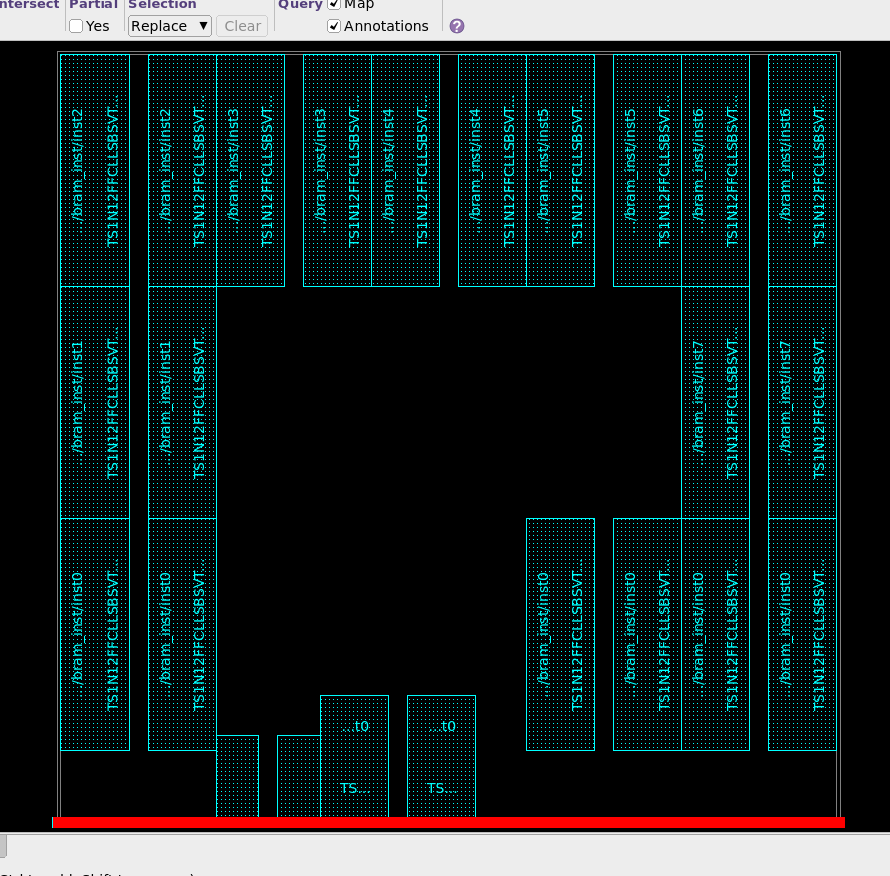 ntersect Partial Selection Query Map
Yes Replace ▼ Clear Annotations ?
.../bram_inst/inst2
TS1N12FFCLLSBSVT...
.../bram_inst/inst2
TS1N12FFCLLSBSVT...
.../bram_inst/inst3
TS1N12FFCLLSBSVT...
.../bram_inst/inst3
TS1N12FFCLLSBSVT...
.../bram_inst/inst4
TS1N12FFCLLSBSVT...
.../bram_inst/inst4
TS1N12FFCLLSBSVT...
.../bram_inst/inst5
TS1N12FFCLLSBSVT...
.../bram_inst/inst5
TS1N12FFCLLSBSVT...
.../bram_inst/inst6
TS1N12FFCLLSBSVT...
.../bram_inst/inst6
TS1N12FFCLLSBSVT...
.../bram_inst/inst1
TS1N12FFCLLSBSVT...
.../bram_inst/inst1
TS1N12FFCLLSBSVT...
.../bram_inst/inst7
TS1N12FFCLLSBSVT...
.../bram_inst/inst7
TS1N12FFCLLSBSVT...
.../bram_inst/inst0
TS1N12FFCLLSBSVT...
.../bram_inst/inst0
TS1N12FFCLLSBSVT...
.../bram_inst/inst0
TS1N12FFCLLSBSVT...
.../bram_inst/inst0
TS1N12FFCLLSBSVT...
.../bram_inst/inst0
TS1N12FFCLLSBSVT...
.../bram_inst/inst0
TS1N12FFCLLSBSVT...
...t0
TS...
...t0
TS...